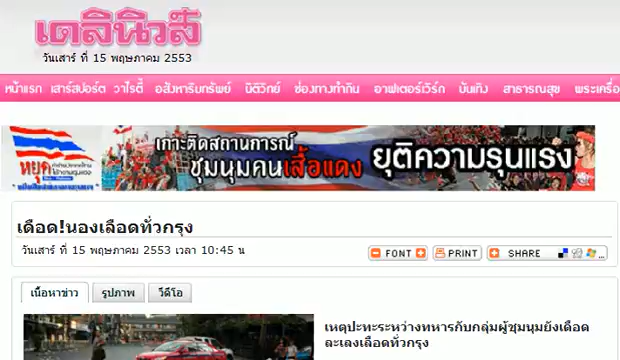 เดลินิวส์
วันเสาร์ ที่ 15 พฤษภาคม 2553
หน้าแรก เสาร์สปอร์ต วาไรตี้ อสังหาริมทรัพย์ นิติวิทย์ ช่องทางทำกิน อาฟเตอร์เวิร์ก บันเทิง สาธารณสุข พระเครื่อ
หยุด
เกาะติดสถานการณ์
ชุมนุมคนเสื้อแดง ยุติความรุนแรง
เดือด!นองเลือดทั่วกรุง
วันเสาร์ ที่ 15 พฤษภาคม 2553 เวลา 10:45 น
FONT PRINT SHARE
เนื้อหาข่าว รูปภาพ วีดีโอ
เหตุปะทะระหว่างทหารกับกลุ่มผู้ชุมนุมยังเดือด
ละเลงเลือดทั่วกรุง